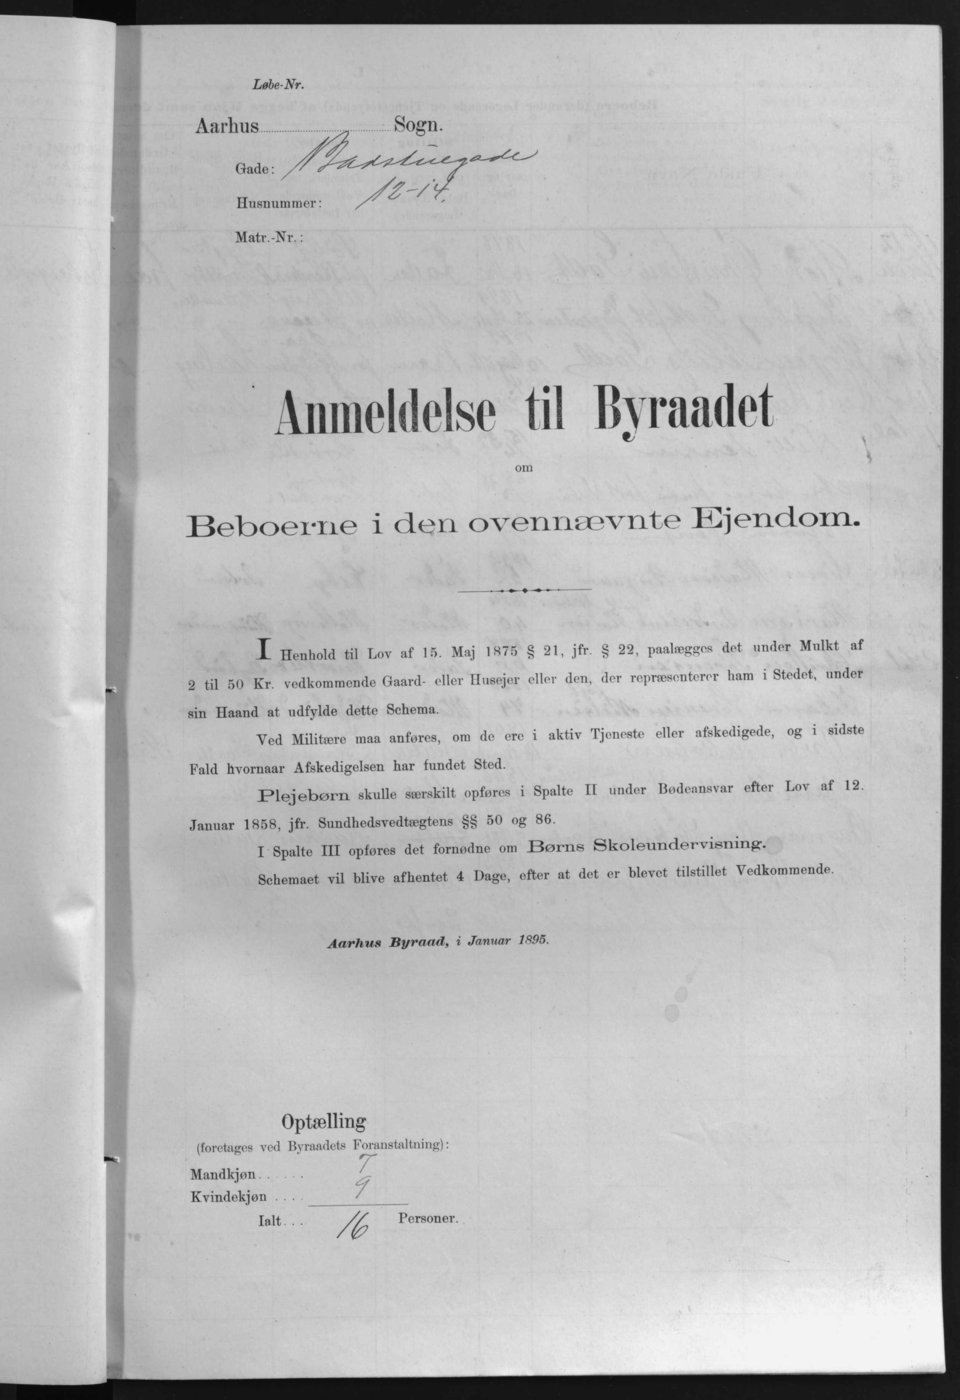 Løbe-Nr.
Aarhus Sogn.
Gade: Badstuegade
Husnummer: 12-14.
Matr.-Nr.:
Anmeldelse til Byraadet
om
Beboerne i den ovennævnte Ejendom.
I Henhold til Lov af 15. Maj 1875 § 21, jfr. § 22, paalægges det under Mulkt af
2 til 50 Kr. vedkommende Gaard- eller Husejer eller den, der repræsenterer ham i Stedet, under
sin Haand at udfylde dette Schema.
Ved Militære maa anføres, om de ere i aktiv Tjeneste eller afskedigede, og i sidste
Fald hvornaar Afskedigelsen har fundet Sted.
Plejebørn skulle særskilt opføres i Spalte II under Bødeansvar efter Lov af 12.
Januar 1858, jfr. Sundhedsvedtægtens §§ 50 og 86.
I Spalte III opføres det fornødne om Børns Skoleundervisning.
Schemaet vil blive afhentet 4 Dage, efter at det er blevet tilstillet Vedkommende.
Aarhus Byraad, i Januar 1895.
Optælling
(foretages ved Byraadets Foranstaltning):
Mandkjøn..... 7
Kvindekjøn.... 9
Ialt... 16 Personer.